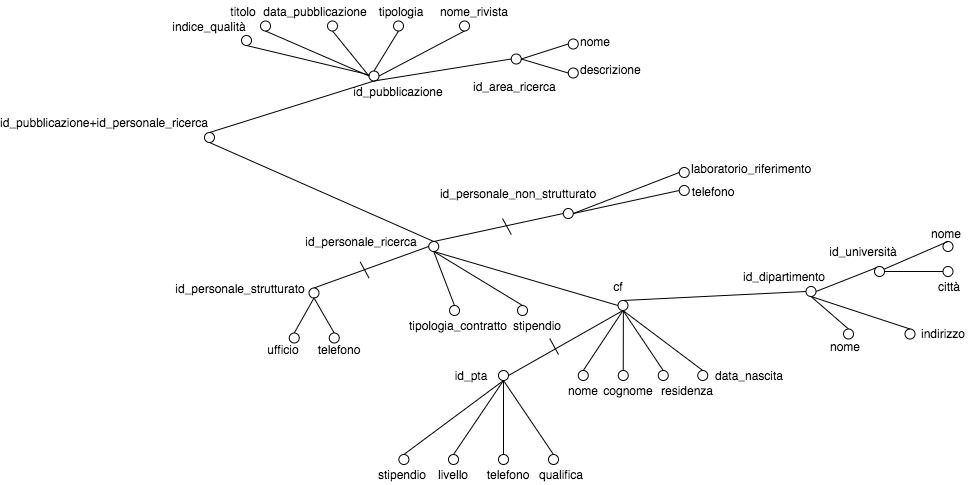 titolo data_pubblicazione tipologia nome_rivista
indice_qualità
nome
descrizione
id_pubblicazione
id_area_ricerca
id_pubblicazione+id_personale_ricerca
laboratorio_riferimento
id_personale_non_strutturato
telefono
nome
id_personale_ricerca
id_università
id_dipartimento
città
id_personale_strutturato
cf
tipologia_contratto stipendio
indirizzo
ufficio telefono
nome
id_pta
data_nascita
nome cognome residenza
stipendio livello telefono qualifica